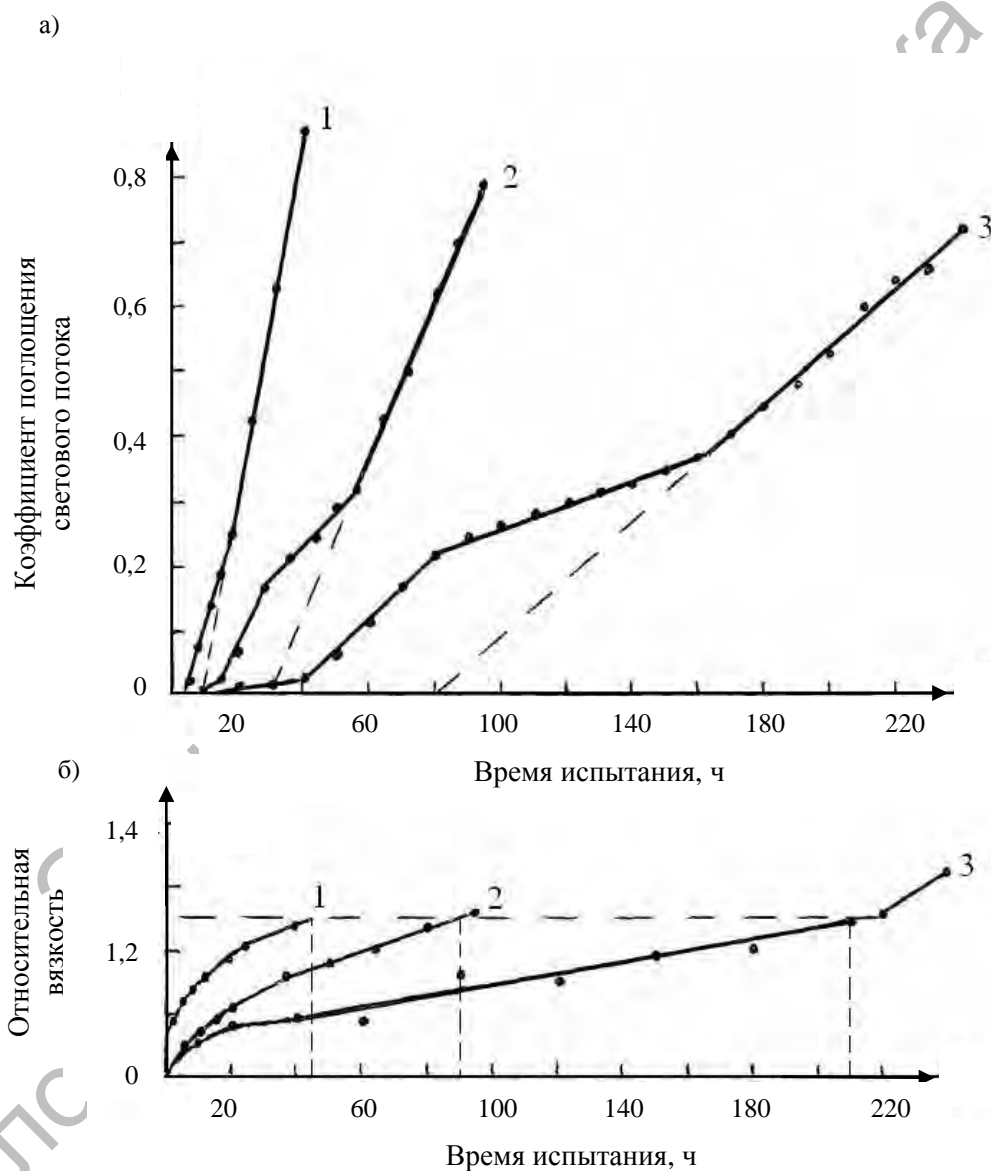 а)
Коэффициент поглощения
светового потока
0,8
0,6
0,4
0,2
0
1
2
3
20 60 100 140 180 220
Время испытания, ч
б)
Относительная
вязкость
1,4
1,2
0
1
2
3
20 60 100 140 180 220
Время испытания, ч